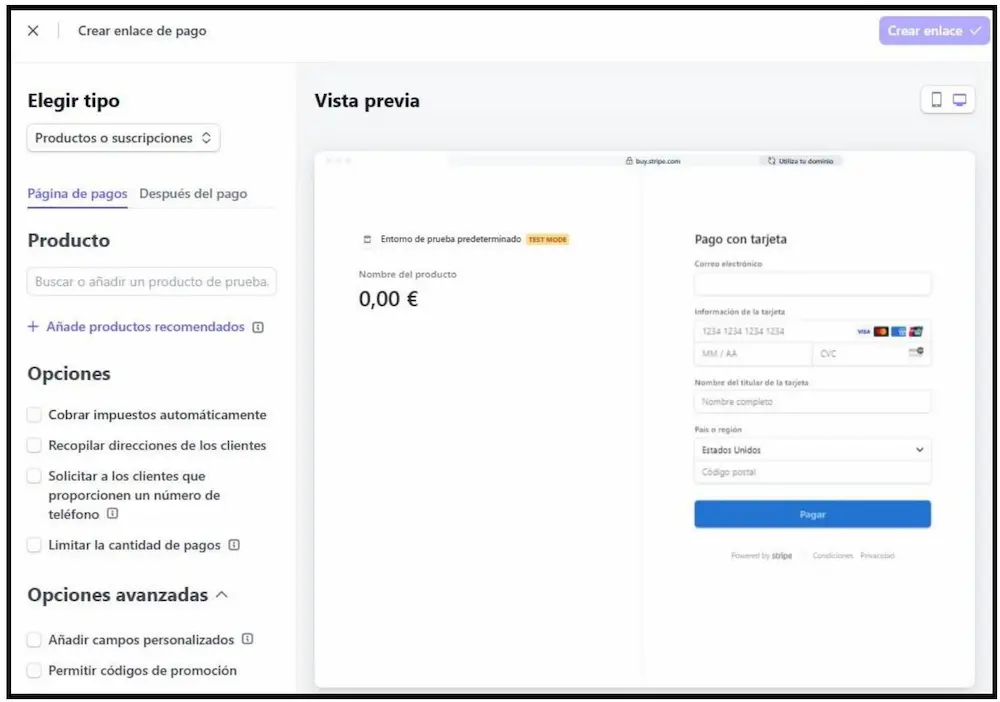 Crear enlace de pago
Crear enlace
Elegir tipo
Productos o suscripciones
Página de pagos Después del pago
Producto
Buscar o añadir un producto de prueba.
+ Añade productos recomendados
Opciones
Cobrar impuestos automáticamente
Recopilar direcciones de los clientes
Solicitar a los clientes que
proporcionen un número de
teléfono
Limitar la cantidad de pagos
Opciones avanzadas
Añadir campos personalizados
Permitir códigos de promoción
Vista previa
buy.stripe.com
Utiliza tu dominio
Entorno de prueba predeterminado TEST MODE
Nombre del producto
0,00 €
Pago con tarjeta
Correo electrónico
Información de la tarjeta
1234 1234 1234 1234 VISA
MM / AA CVC
Nombre del titular de la tarjeta
Nombre completo
País o región
Estados Unidos
Código postal
Pagar
Powered by stripe Condiciones Privacidad